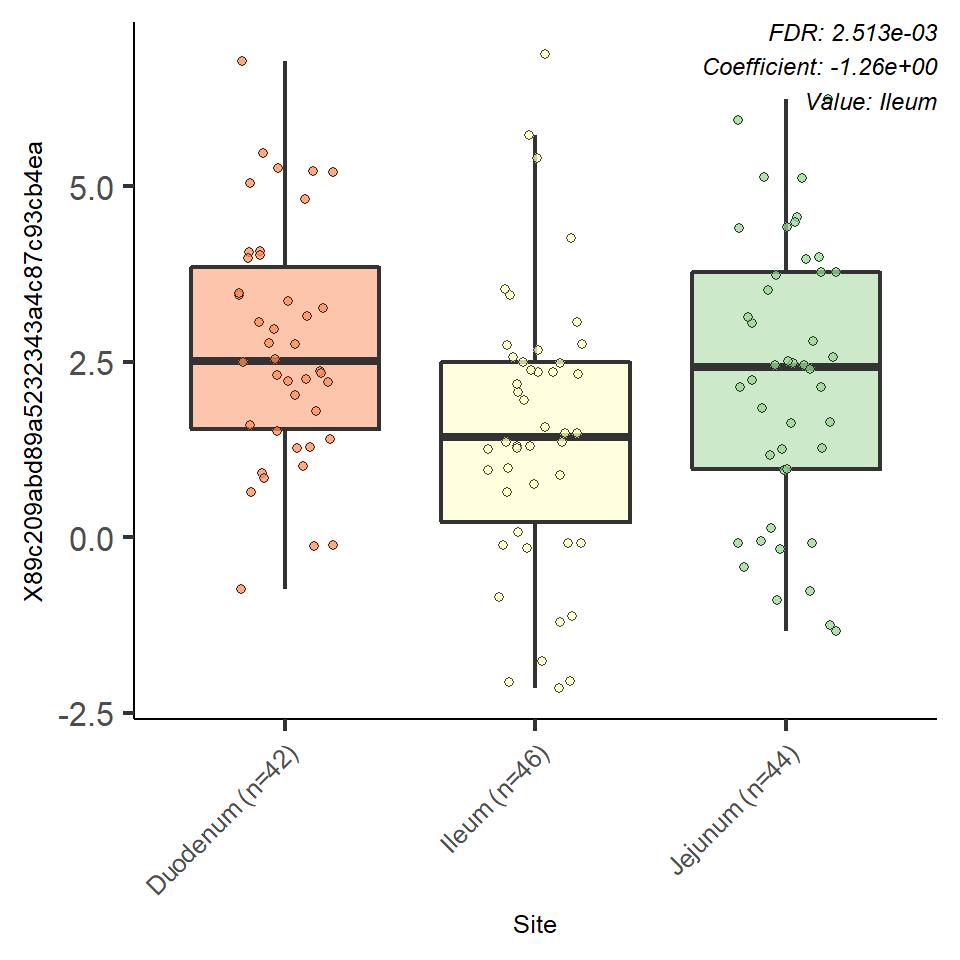 FDR: 2.513e-03
Coefficient: -1.26e+00
Value: Ileum
X89c209abd89a5232343a4c87c93cb4ea
5.0
2.5
0.0
-2.5
Duodenum (n=42)
Ileum (n=46)
Jejunum (n=44)
Site